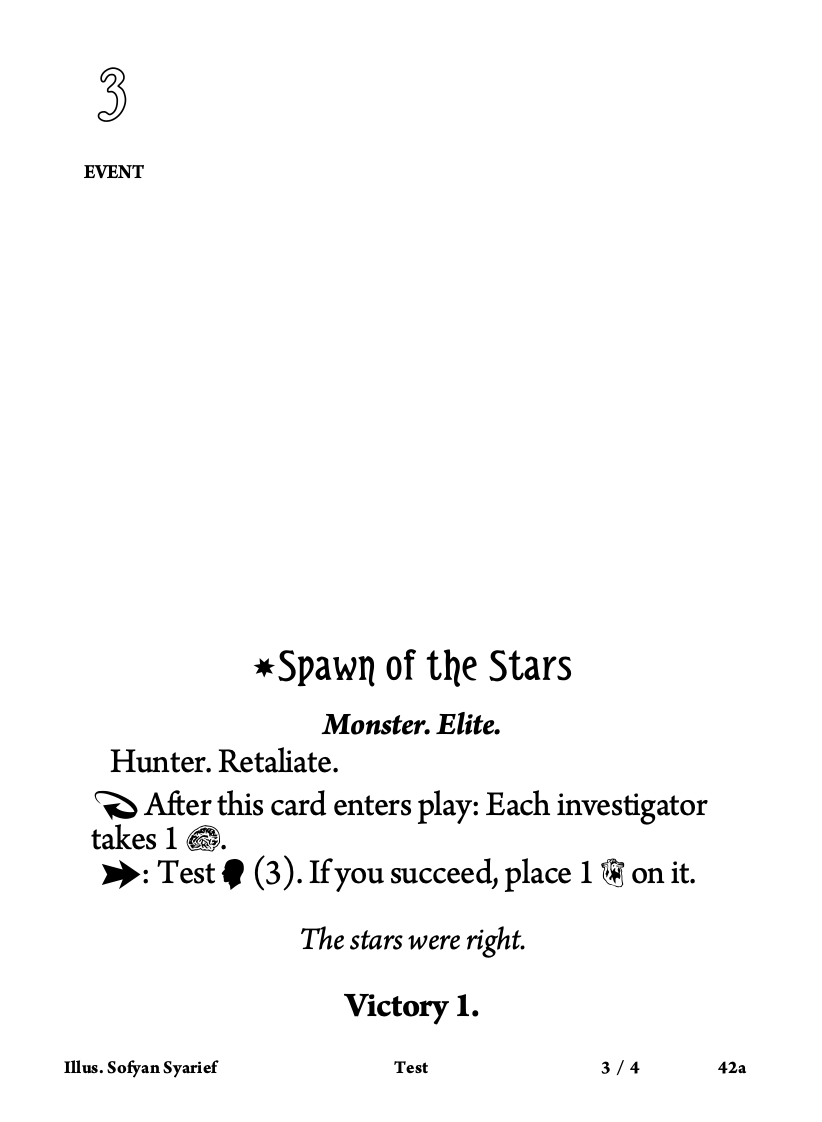 3
EVENT
Spawn of the Stars
Monster. Elite.
Hunter. Retaliate.
After this card enters play: Each investigator
takes 1 .
: Test (3). If you succeed, place 1 on it.
The stars were right.
Victory 1.
Illus. Sofyan Syarief Test 3 / 4 42a